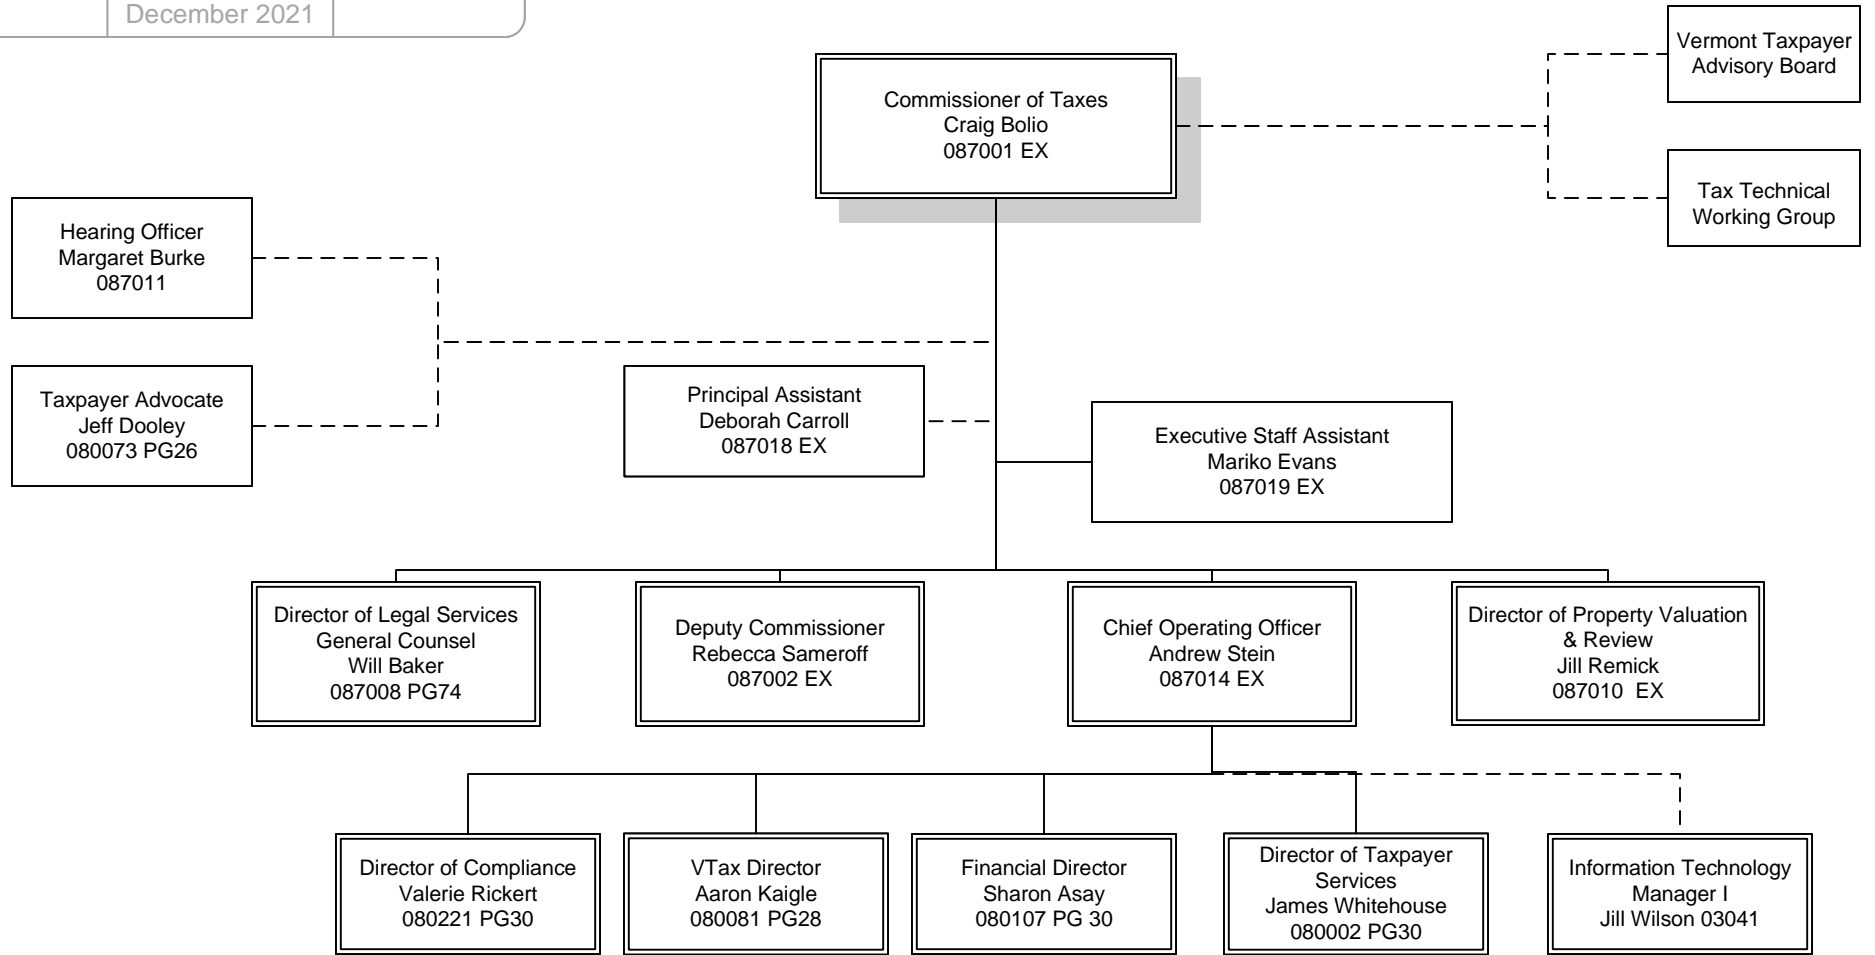 December 2021
Vermont Taxpayer
Advisory Board
Commissioner of Taxes
Craig Bolio
087001 EX
Tax Technical
Working Group
Hearing Officer
Margaret Burke
087011
Taxpayer Advocate
Jeff Dooley
080073 PG26
Principal Assistant
Deborah Carroll
087018 EX
Executive Staff Assistant
Mariko Evans
087019 EX
Director of Legal Services
General Counsel
Will Baker
087008 PG74
Deputy Commissioner
Rebecca Sameroff
087002 EX
Chief Operating Officer
Andrew Stein
087014 EX
Director of Property Valuation
& Review
Jill Remick
087010  EX
Director of Compliance
Valerie Rickert
080221 PG30
VTax Director
Aaron Kaigle
080081 PG28
Financial Director
Sharon Asay
080107 PG 30
Director of Taxpayer
Services
James Whitehouse
080002 PG30
Information Technology
Manager I
Jill Wilson 03041